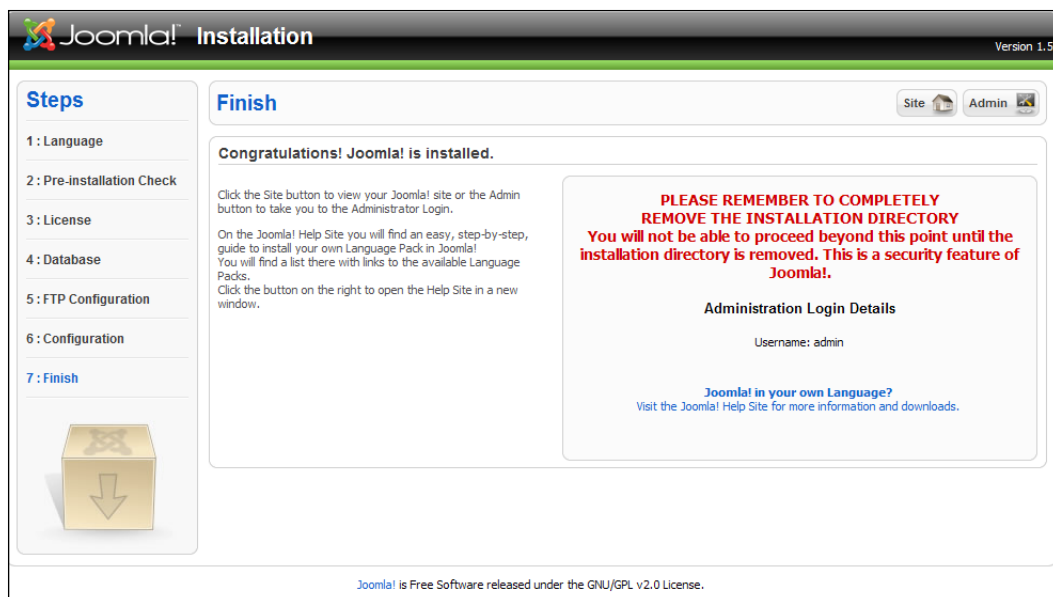 Joomla! Installation
Version 1.5
Steps
1 : Language
2 : Pre-installation Check
3 : License
4 : Database
5 : FTP Configuration
6 : Configuration
7 : Finish
Finish
Site
Admin
Congratulations! Joomla! is installed.
Click the Site button to view your Joomla! site or the Admin
button to take you to the Administrator Login.
On the Joomla! Help Site you will find an easy, step-by-step,
guide to install your own Language Pack in Joomla!
You will find a list there with links to the available Language
Packs.
Click the button on the right to open the Help Site in a new
window.
PLEASE REMEMBER TO COMPLETELY
REMOVE THE INSTALLATION DIRECTORY
You will not be able to proceed beyond this point until the
installation directory is removed. This is a security feature of
Joomla!.
Administration Login Details
Username: admin
Joomla! in your own Language?
Visit the Joomla! Help Site for more information and downloads.
Joomla! is Free Software released under the GNU/GPL v2.0 License.